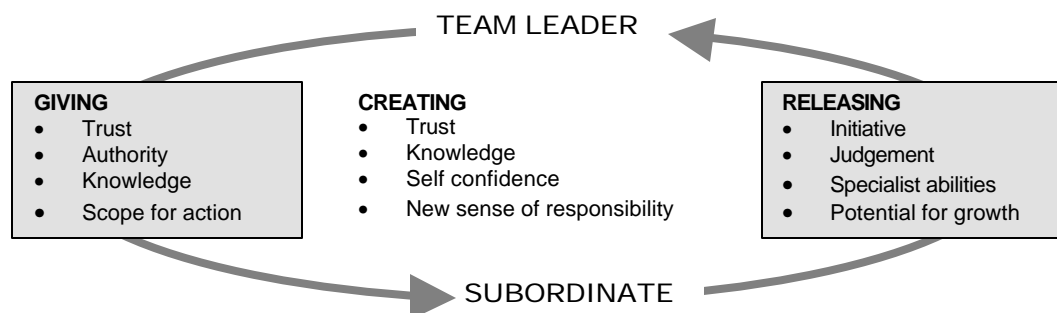 TEAM LEADER
GIVING
• Trust
• Authority
• Knowledge
• Scope for action
CREATING
• Trust
• Knowledge
• Self confidence
• New sense of responsibility
RELEASING
• Initiative
• Judgement
• Specialist abilities
• Potential for growth
SUBORDINATE